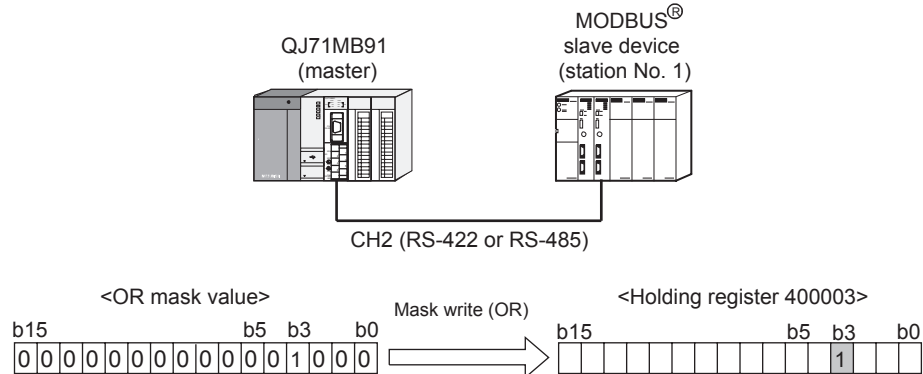 QJ71MB91
(master)
MODBUS®
slave device
(station No. 1)
CH2 (RS-422 or RS-485)
<OR mask value>
Mask write (OR)
<Holding register 400003>
b15 b5 b3 b0
b15 b5 b3 b0
0 0 0 0 0 0 0 0 0 0 0 0 1 0 0 0
1